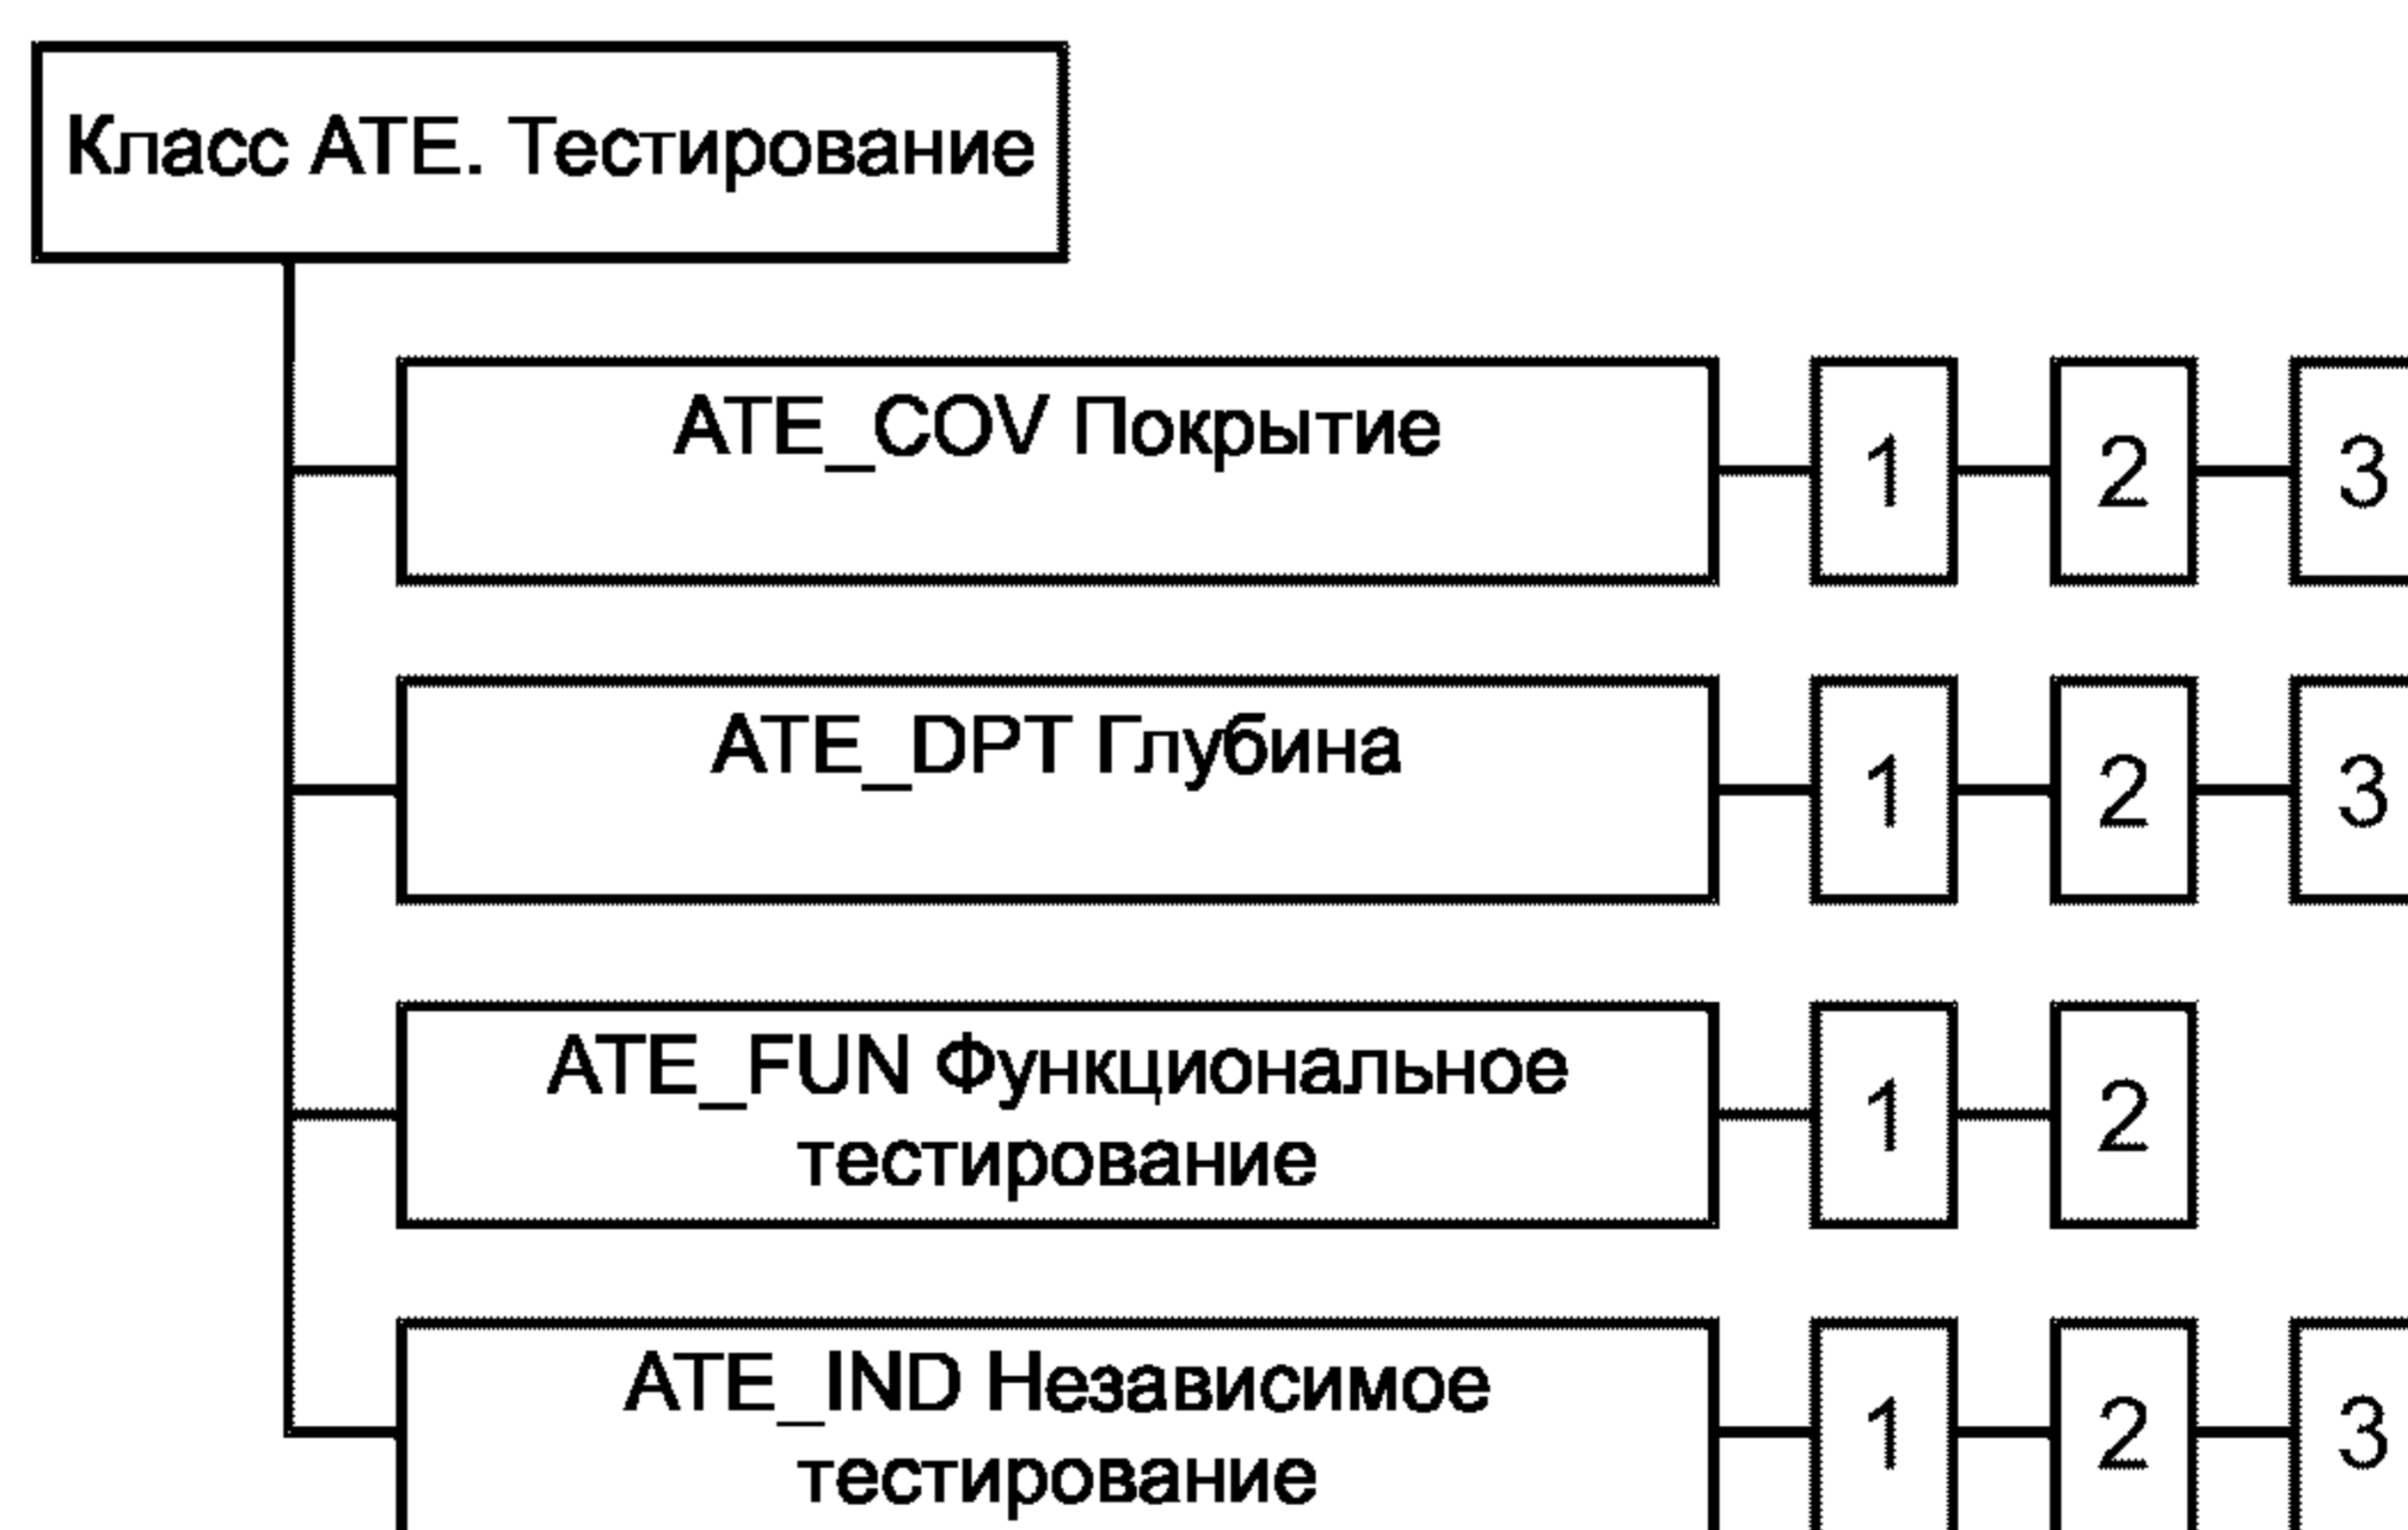 Класс АТЕ. Тестирование
ATE_COV Покрытие
1 2 3
ATE_DPT Глубина
1 2 3
ATE_FUN Функциональное
тестирование
1 2
ATE_IND Независимое
тестирование
1 2 3